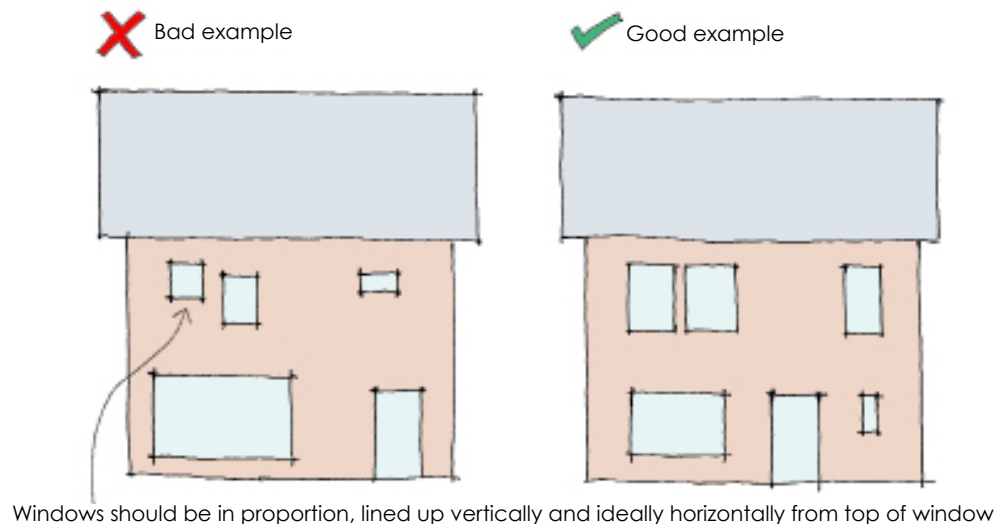 Bad example
Good example
Windows should be in proportion, lined up vertically and ideally horizontally from top of window